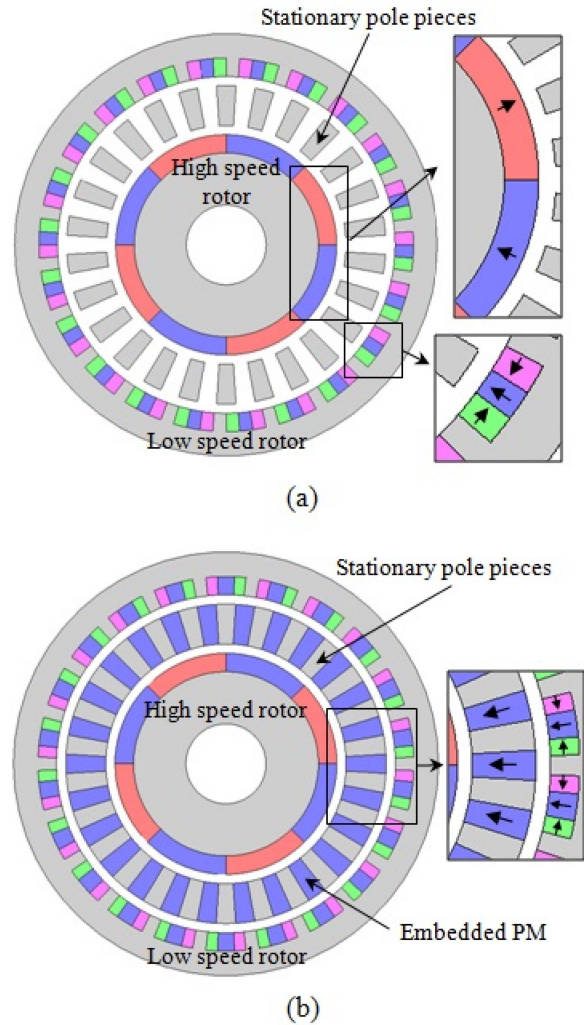 Stationary pole pieces
High speed
rotor
Low speed rotor
(a)
Stationary pole pieces
High speed rotor
Embedded PM
Low speed rotor
(b)